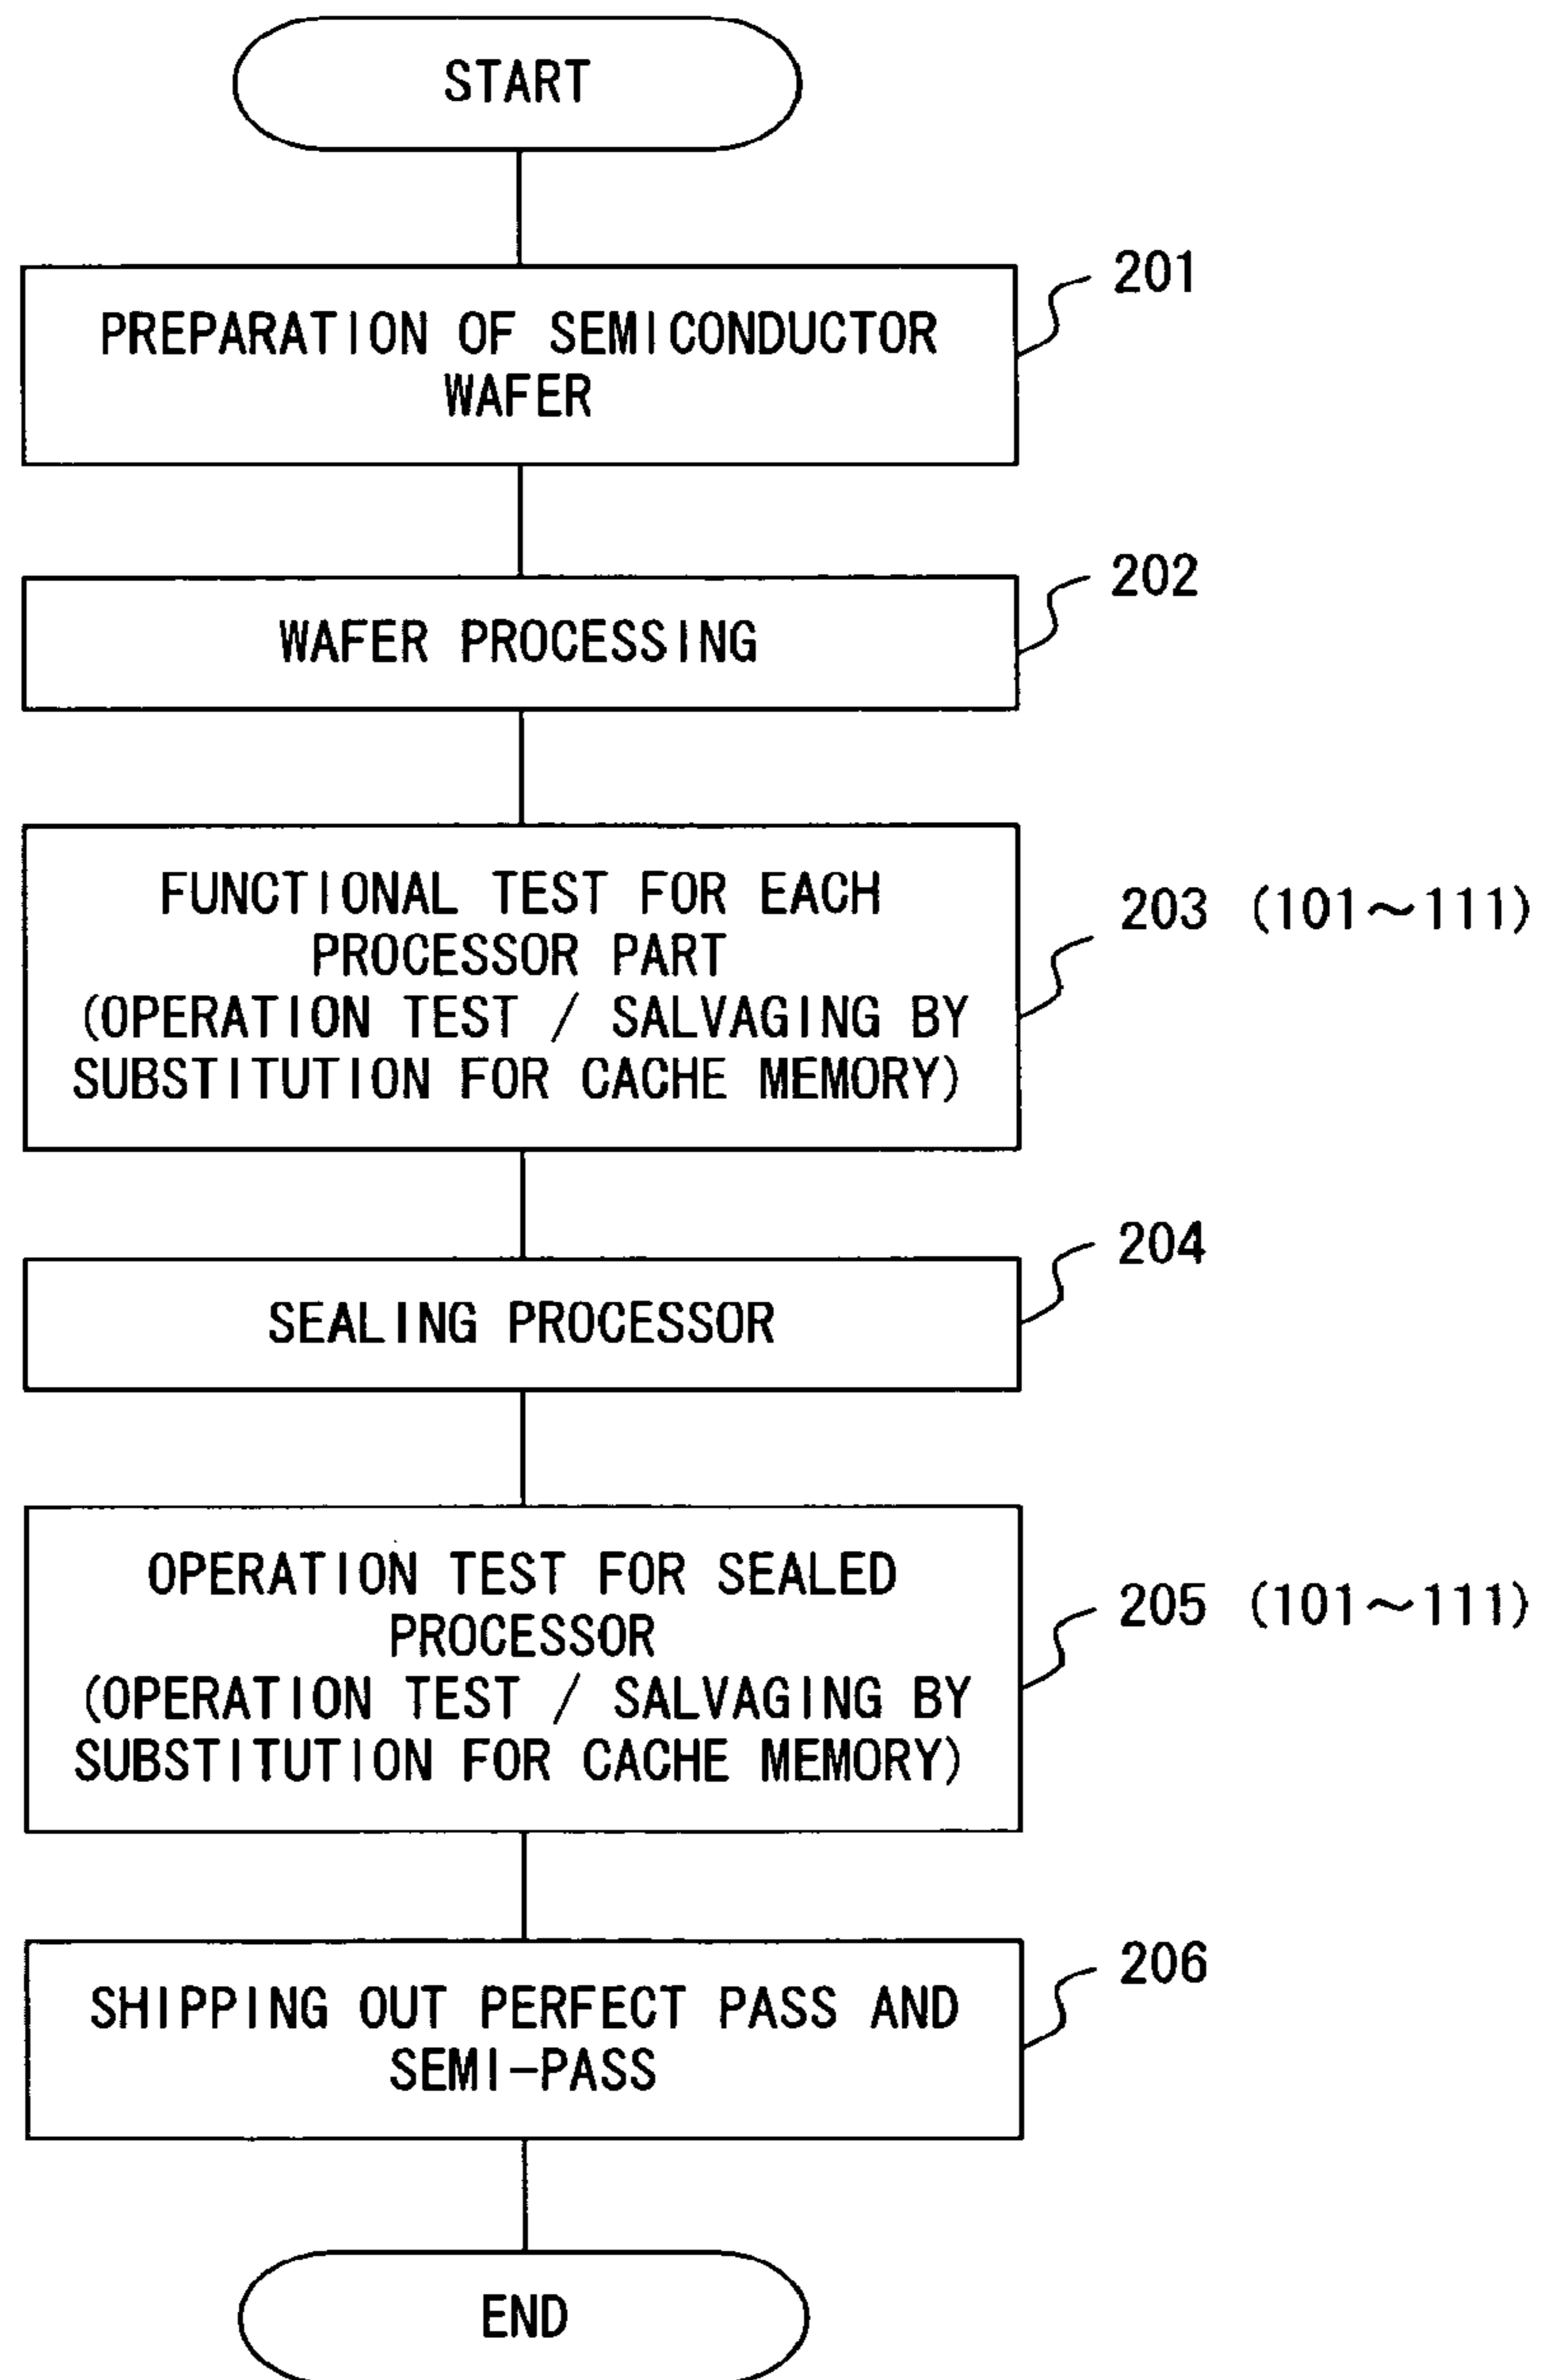 START
PREPARATION OF SEMICONDUCTOR
WAFER
201
WAFER PROCESSING
202
FUNCTIONAL TEST FOR EACH
PROCESSOR PART
(OPERATION TEST / SALVAGING BY
SUBSTITUTION FOR CACHE MEMORY)
203 (101~111)
SEALING PROCESSOR
204
OPERATION TEST FOR SEALED
PROCESSOR
(OPERATION TEST / SALVAGING BY
SUBSTITUTION FOR CACHE MEMORY)
205 (101~111)
SHIPPING OUT PERFECT PASS AND
SEMI-PASS
206
END